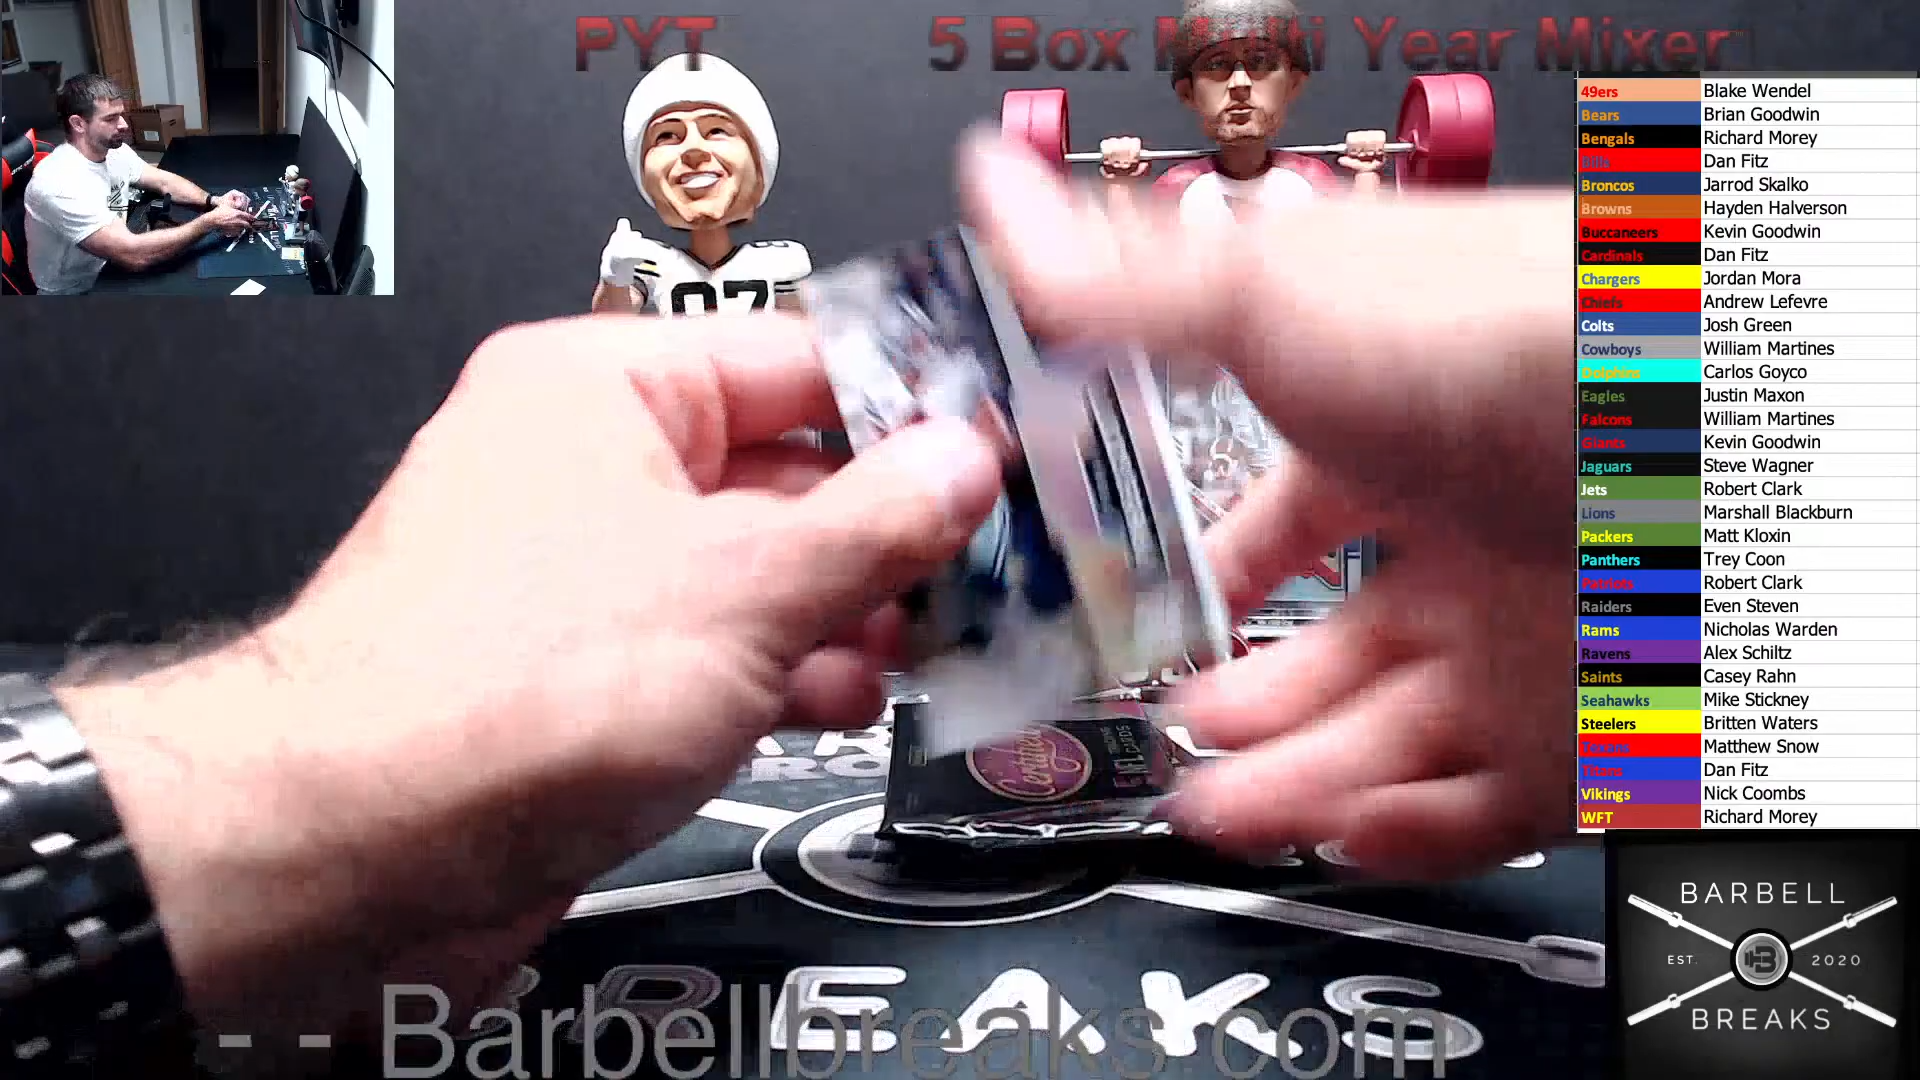 PYT 5 Box Multi Year Mixer
49ers Blake Wendel
Bears Brian Goodwin
Bengals Richard Morey
Bills Dan Fitz
Broncos Jarrod Skalko
Browns Hayden Halverson
Buccaneers Kevin Goodwin
Cardinals Dan Fitz
Chargers Jordan Mora
Chiefs Andrew Lefevre
Colts Josh Green
Cowboys William Martines
Dolphins Carlos Goyco
Eagles Justin Maxon
Falcons William Martines
Giants Kevin Goodwin
Jaguars Steve Wagner
Jets Robert Clark
Lions Marshall Blackburn
Packers Matt Kloxin
Panthers Trey Coon
Patriots Robert Clark
Raiders Even Steven
Rams Nicholas Warden
Ravens Alex Schiltz
Saints Casey Rahn
Seahawks Mike Stickney
Steelers Britten Waters
Texans Matthew Snow
Titans Dan Fitz
Vikings Nick Coombs
WFT Richard Morey
Certified
NFL CARDS
BREAKS
- - Barbellbreaks.com
BARBELL
EST. B 2020
BREAKS